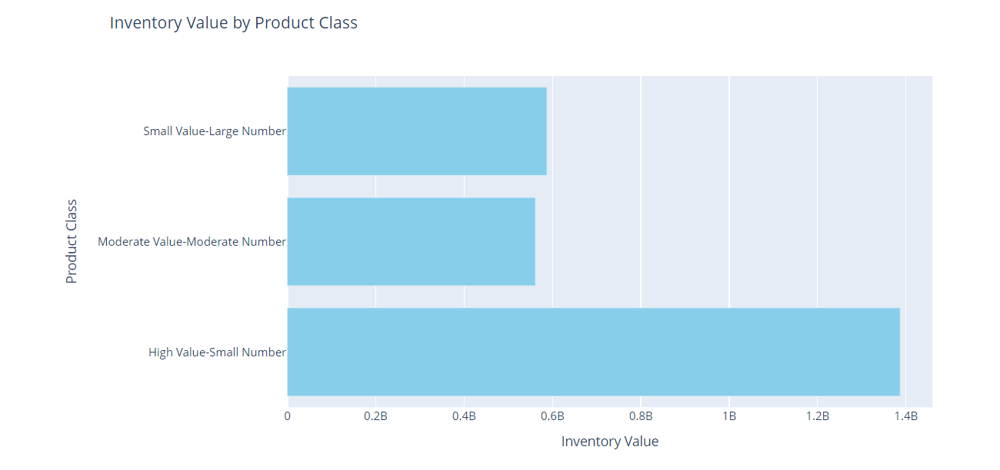 Inventory Value by Product Class
Small Value-Large Number
Moderate Value-Moderate Number
High Value-Small Number
Product Class
0 0.2B 0.4B 0.6B 0.8B 1B 1.2B 1.4B
Inventory Value